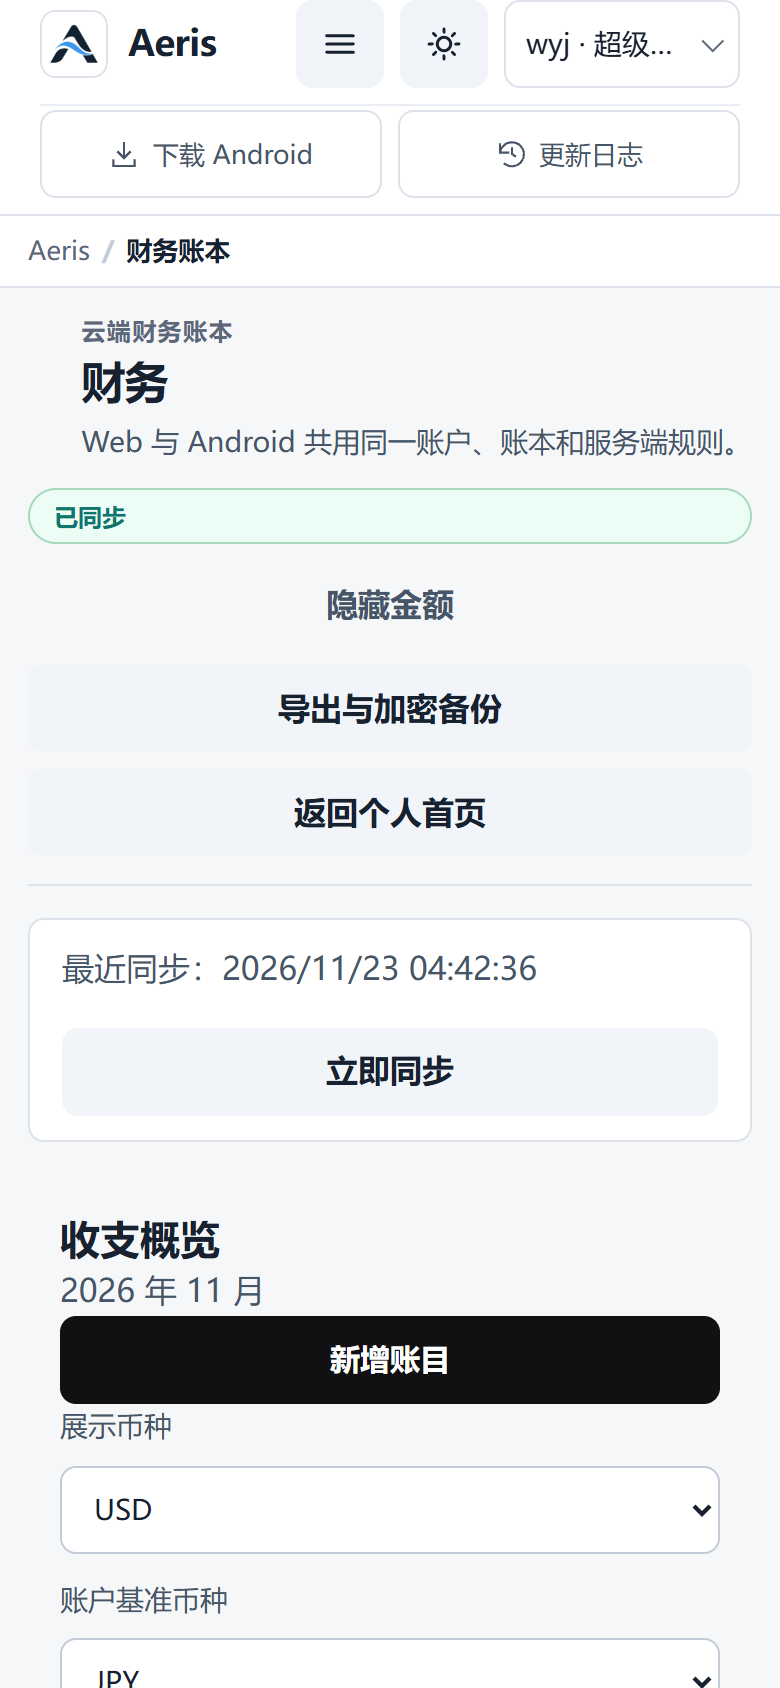 Aeris
wyj · 超级...
下载 Android
更新日志
Aeris / 财务账本
云端财务账本
财务
Web 与 Android 共用同一账户、账本和服务端规则。
已同步
隐藏金额
导出与加密备份
返回个人首页
最近同步：2026/11/23 04:42:36
立即同步
收支概览
2026 年 11 月
新增账目
展示币种
USD
账户基准币种
JPY